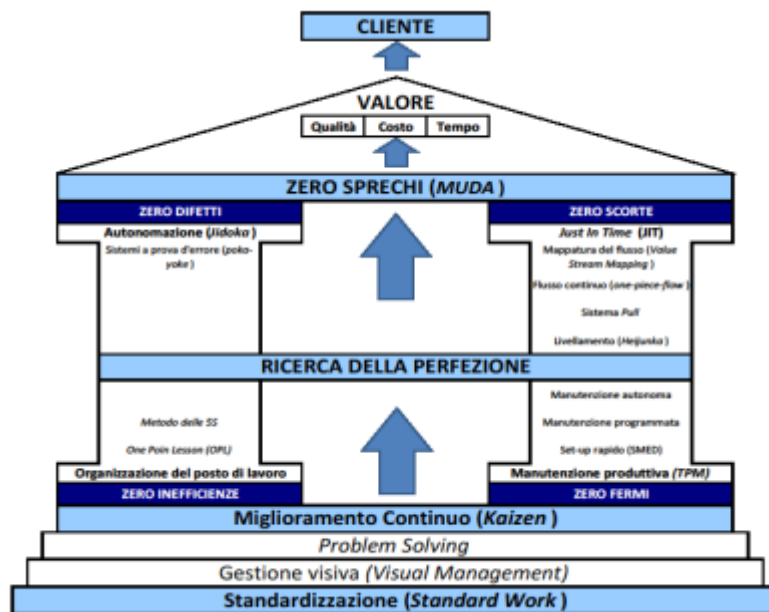 CLIENTE
VALORE
Qualità Costo Tempo
ZERO SPRECHI (MUDA )
ZERO DIFETTI
Autonomazione (Jidoka)
Sistemi a prova d'errore (poka-
yoke )
ZERO SCORTE
Just In Time (JIT)
Mappatura del flusso (Value
Stream Mapping )
Flusso continuo (one-piece-flow )
Sistema Pull
Livellamento (Heijunka )
RICERCA DELLA PERFEZIONE
Metodo delle 5S
One Poin Lesson (OPL)
Organizzazione del posto di lavoro
ZERO INEFFICIENZE
Manutenzione autonoma
Manutenzione programmata
Set-up rapido (SMED)
Manutenzione produttiva (TPM)
ZERO FERMI
Miglioramento Continuo (Kaizen )
Problem Solving
Gestione visiva (Visual Management)
Standardizzazione (Standard Work )